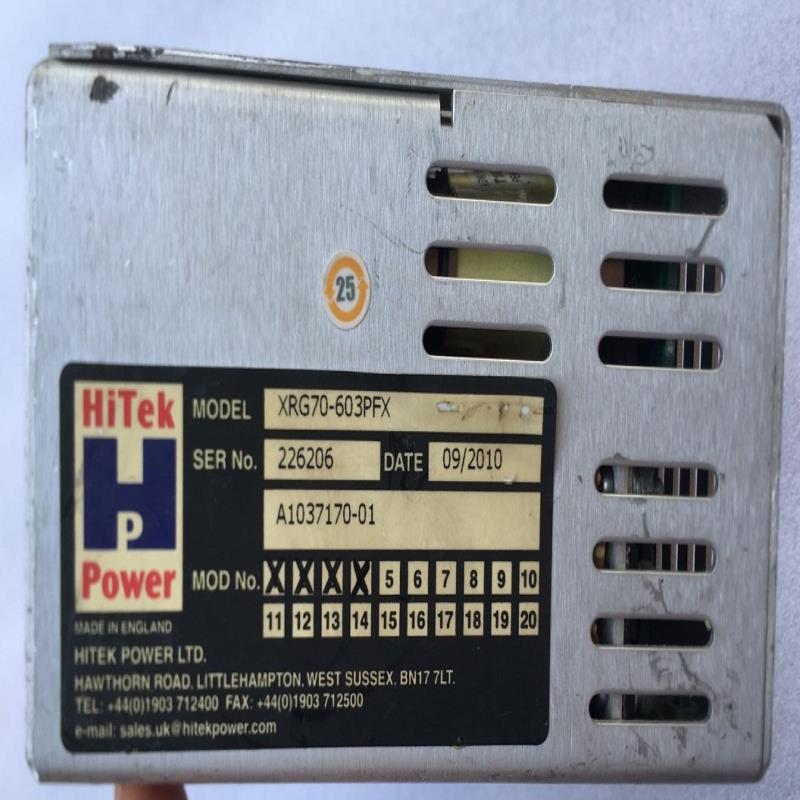 25
HiTek
Hp
Power
MODEL XRG70-603PFX
SER No. 226206 DATE 09/2010
A1037170-01
MOD No. X X X X 5 6 7 8 9 10
11 12 13 14 15 16 17 18 19 20
MADE IN ENGLAND
HITEK POWER LTD.
HAWTHORN ROAD, LITTLEHAMPTON, WEST SUSSEX, BN17 7LT.
TEL: +44(0)1903 712400 FAX: +44(0)1903 712500
e-mail: sales.uk@hitekpower.com